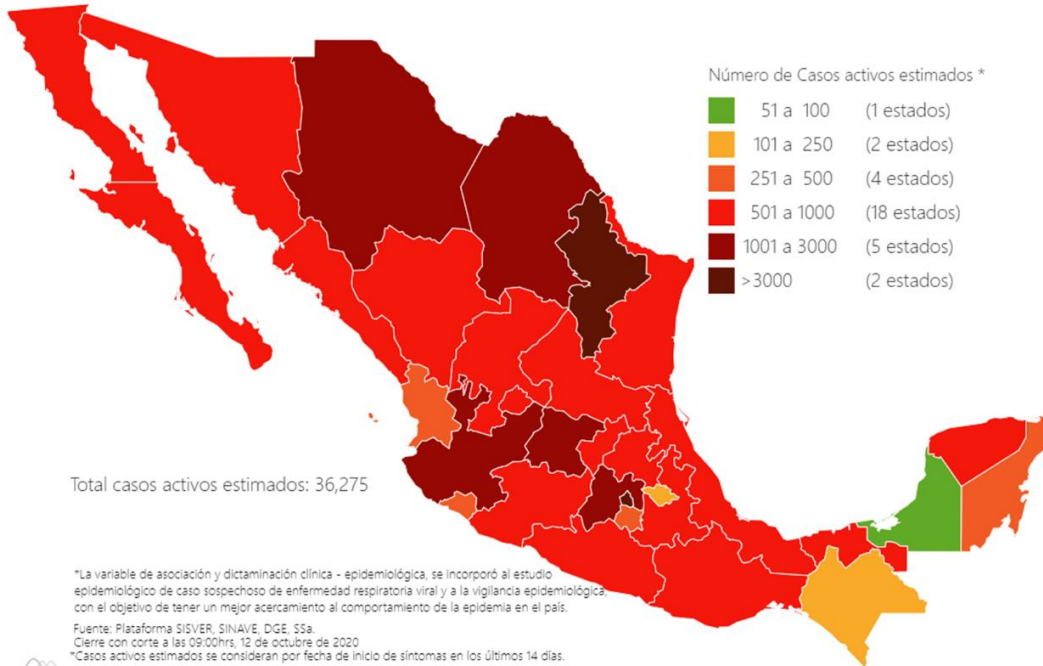 Número de Casos activos estimados *
51 a 100 (1 estados)
101 a 250 (2 estados)
251 a 500 (4 estados)
501 a 1000 (18 estados)
1001 a 3000 (5 estados)
>3000 (2 estados)
Total casos activos estimados: 36,275
*La variable de asociación y dictaminación clínica - epidemiológica, se incorporó al estudio
epidemiológico de caso sospechoso de enfermedad respiratoria viral y a la vigilancia epidemiológica,
con el objetivo de tener un mejor acercamiento al comportamiento de la epidemia en el país.
Fuente: Plataforma SISVER, SINAVE, DGE, SSa.
Cierre con corte a las 09:00hrs, 12 de octubre de 2020
*Casos activos estimados se consideran por fecha de inicio de síntomas en los últimos 14 días.